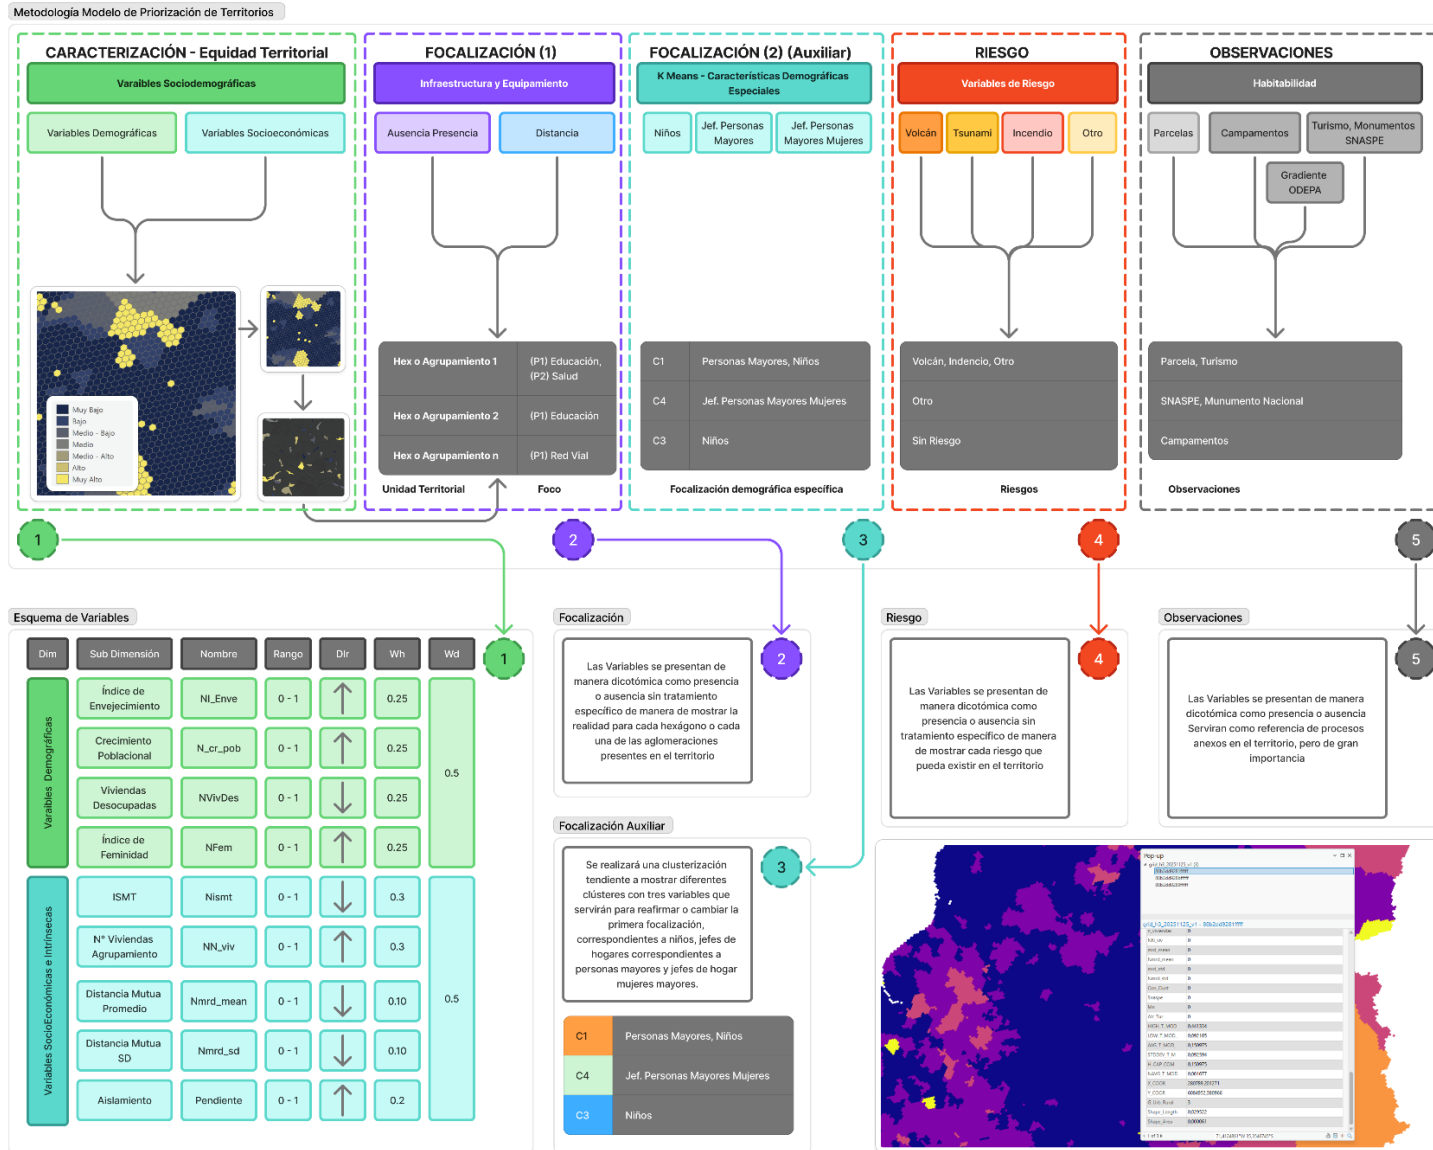 Metodología Modelo de Priorización de Territorios
CARACTERIZACIÓN - Equidad Territorial
Varaibles Sociodemográficas
Variables Demográficas
Variables Socioeconómicas
Muy Bajo
Bajo
Medio - Bajo
Medio
Medio - Alto
Alto
Muy Alto
FOCALIZACIÓN (1)
Infraestructura y Equipamiento
Ausencia Presencia
Distancia
Hex o Agrupamiento 1
(P1) Educación,
(P2) Salud
Hex o Agrupamiento 2
(P1) Educación
Hex o Agrupamiento n
(P1) Red Vial
Unidad Territorial
Foco
FOCALIZACIÓN (2) (Auxiliar)
K Means - Características Demográficas
Especiales
Niños
Jef. Personas
Mayores
Jef. Personas
Mayores Mujeres
C1
Personas Mayores, Niños
C4
Jef. Personas Mayores Mujeres
C3
Niños
Focalización demográfica específica
RIESGO
Variables de Riesgo
Volcán
Tsunami
Incendio
Otro
Volcán, Indencio, Otro
Otro
Sin Riesgo
Riesgos
OBSERVACIONES
Habitabilidad
Parcelas
Campamentos
Turismo, Monumentos
SNASPE
Gradiente
ODEPA
Parcela, Turismo
SNASPE, Munumento Nacional
Campamentos
Observaciones
1
2
3
4
5
Esquema de Variables
Dim
Sub Dimensión
Nombre
Rango
DIr
Wh
Wd
1
Varaibles Demográficas
Índice de
Envejecimiento
NI_Enve
0 - 1
0.25
Crecimiento
Poblacional
N_cr_pob
0 - 1
0.25
Viviendas
Desocupadas
NVivDes
0 - 1
0.25
Índice de
Feminidad
NFem
0 - 1
0.25
0.5
Variables SocioEconómicas e Intrínsecas
ISMT
Nismt
0 - 1
0.3
N° Viviendas
Agrupamiento
NN_viv
0 - 1
0.3
Distancia Mutua
Promedio
Nmrd_mean
0 - 1
0.10
Distancia Mutua
SD
Nmrd_sd
0 - 1
0.10
Aislamiento
Pendiente
0 - 1
0.2
0.5
Focalización
Las Variables se presentan de
manera dicotómica como presencia
o ausencia sin tratamiento
específico de manera de mostrar la
realidad para cada hexágono o cada
una de las aglomeraciones
presentes en el territorio
2
Focalización Auxiliar
Se realizará una clusterización
tendiente a mostrar diferentes
clústeres con tres variables que
servirán para reafirmar o cambiar la
primera focalización,
correspondientes a niños, jefes de
hogares correspondientes a
personas mayores y jefes de hogar
mujeres mayores.
3
C1
Personas Mayores, Niños
C4
Jef. Personas Mayores Mujeres
C3
Niños
Riesgo
Las Variables se presentan de
manera dicotómica como
presencia o ausencia sin
tratamiento específico de manera
de mostrar cada riesgo que
pueda existir en el territorio
4
Observaciones
Las Variables se presentan de manera
dicotómica como presencia o ausencia
Serviran como referencia de procesos
anexos en el territorio, pero de gran
importancia
5
Pop-up
Shape_Length
Shape_Area